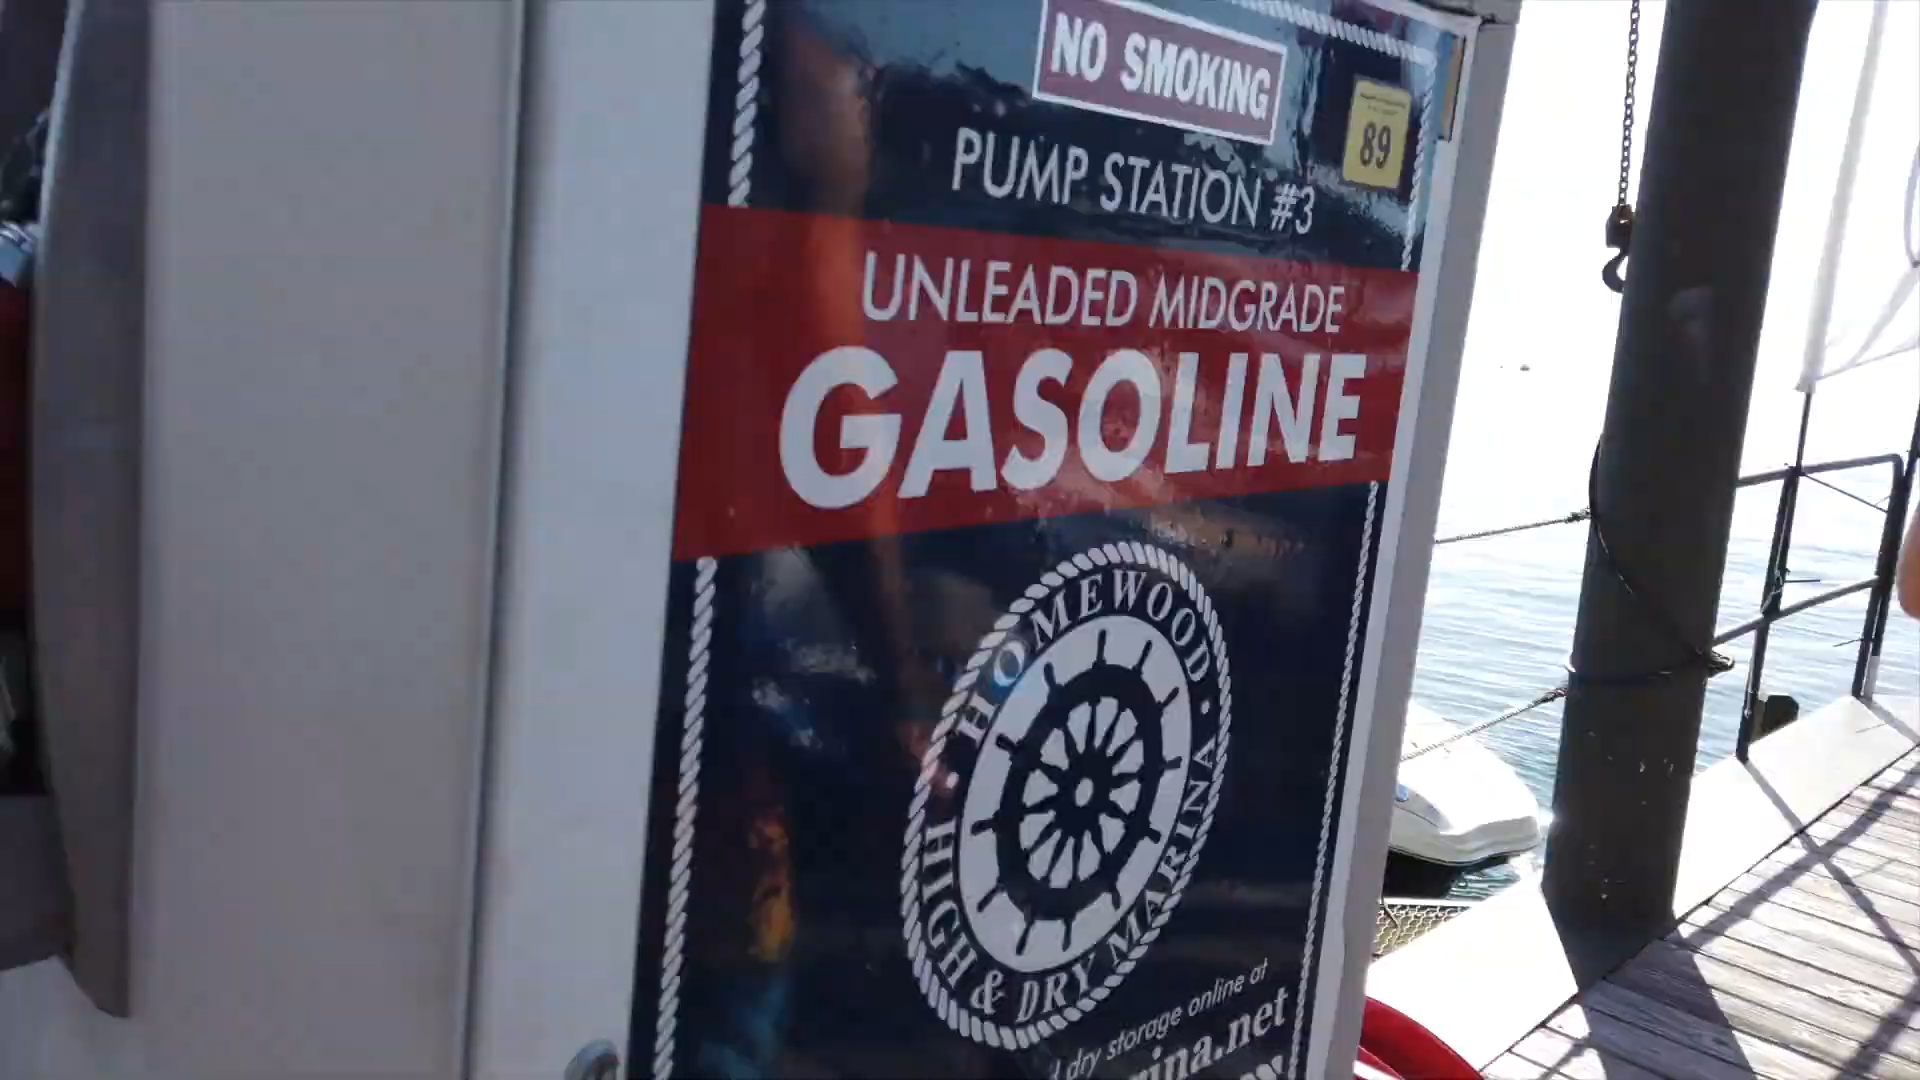 NO SMOKING
89
PUMP STATION #3
UNLEADED MIDGRADE
GASOLINE
HOMEWOOD
HIGH & DRY MARINA
dry storage online at
ina.net